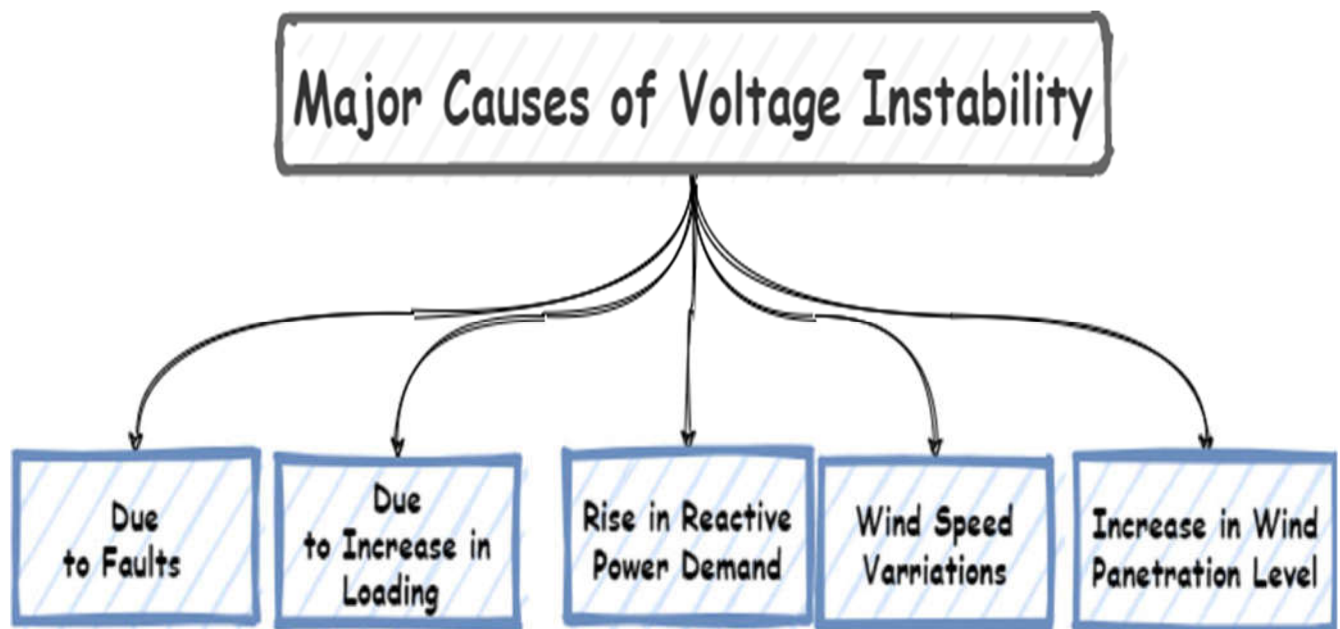 Major Causes of Voltage Instability
Due
to Faults
Due
to Increase in
Loading
Rise in Reactive
Power Demand
Wind Speed
Varriations
Increase in Wind
Panetration Level